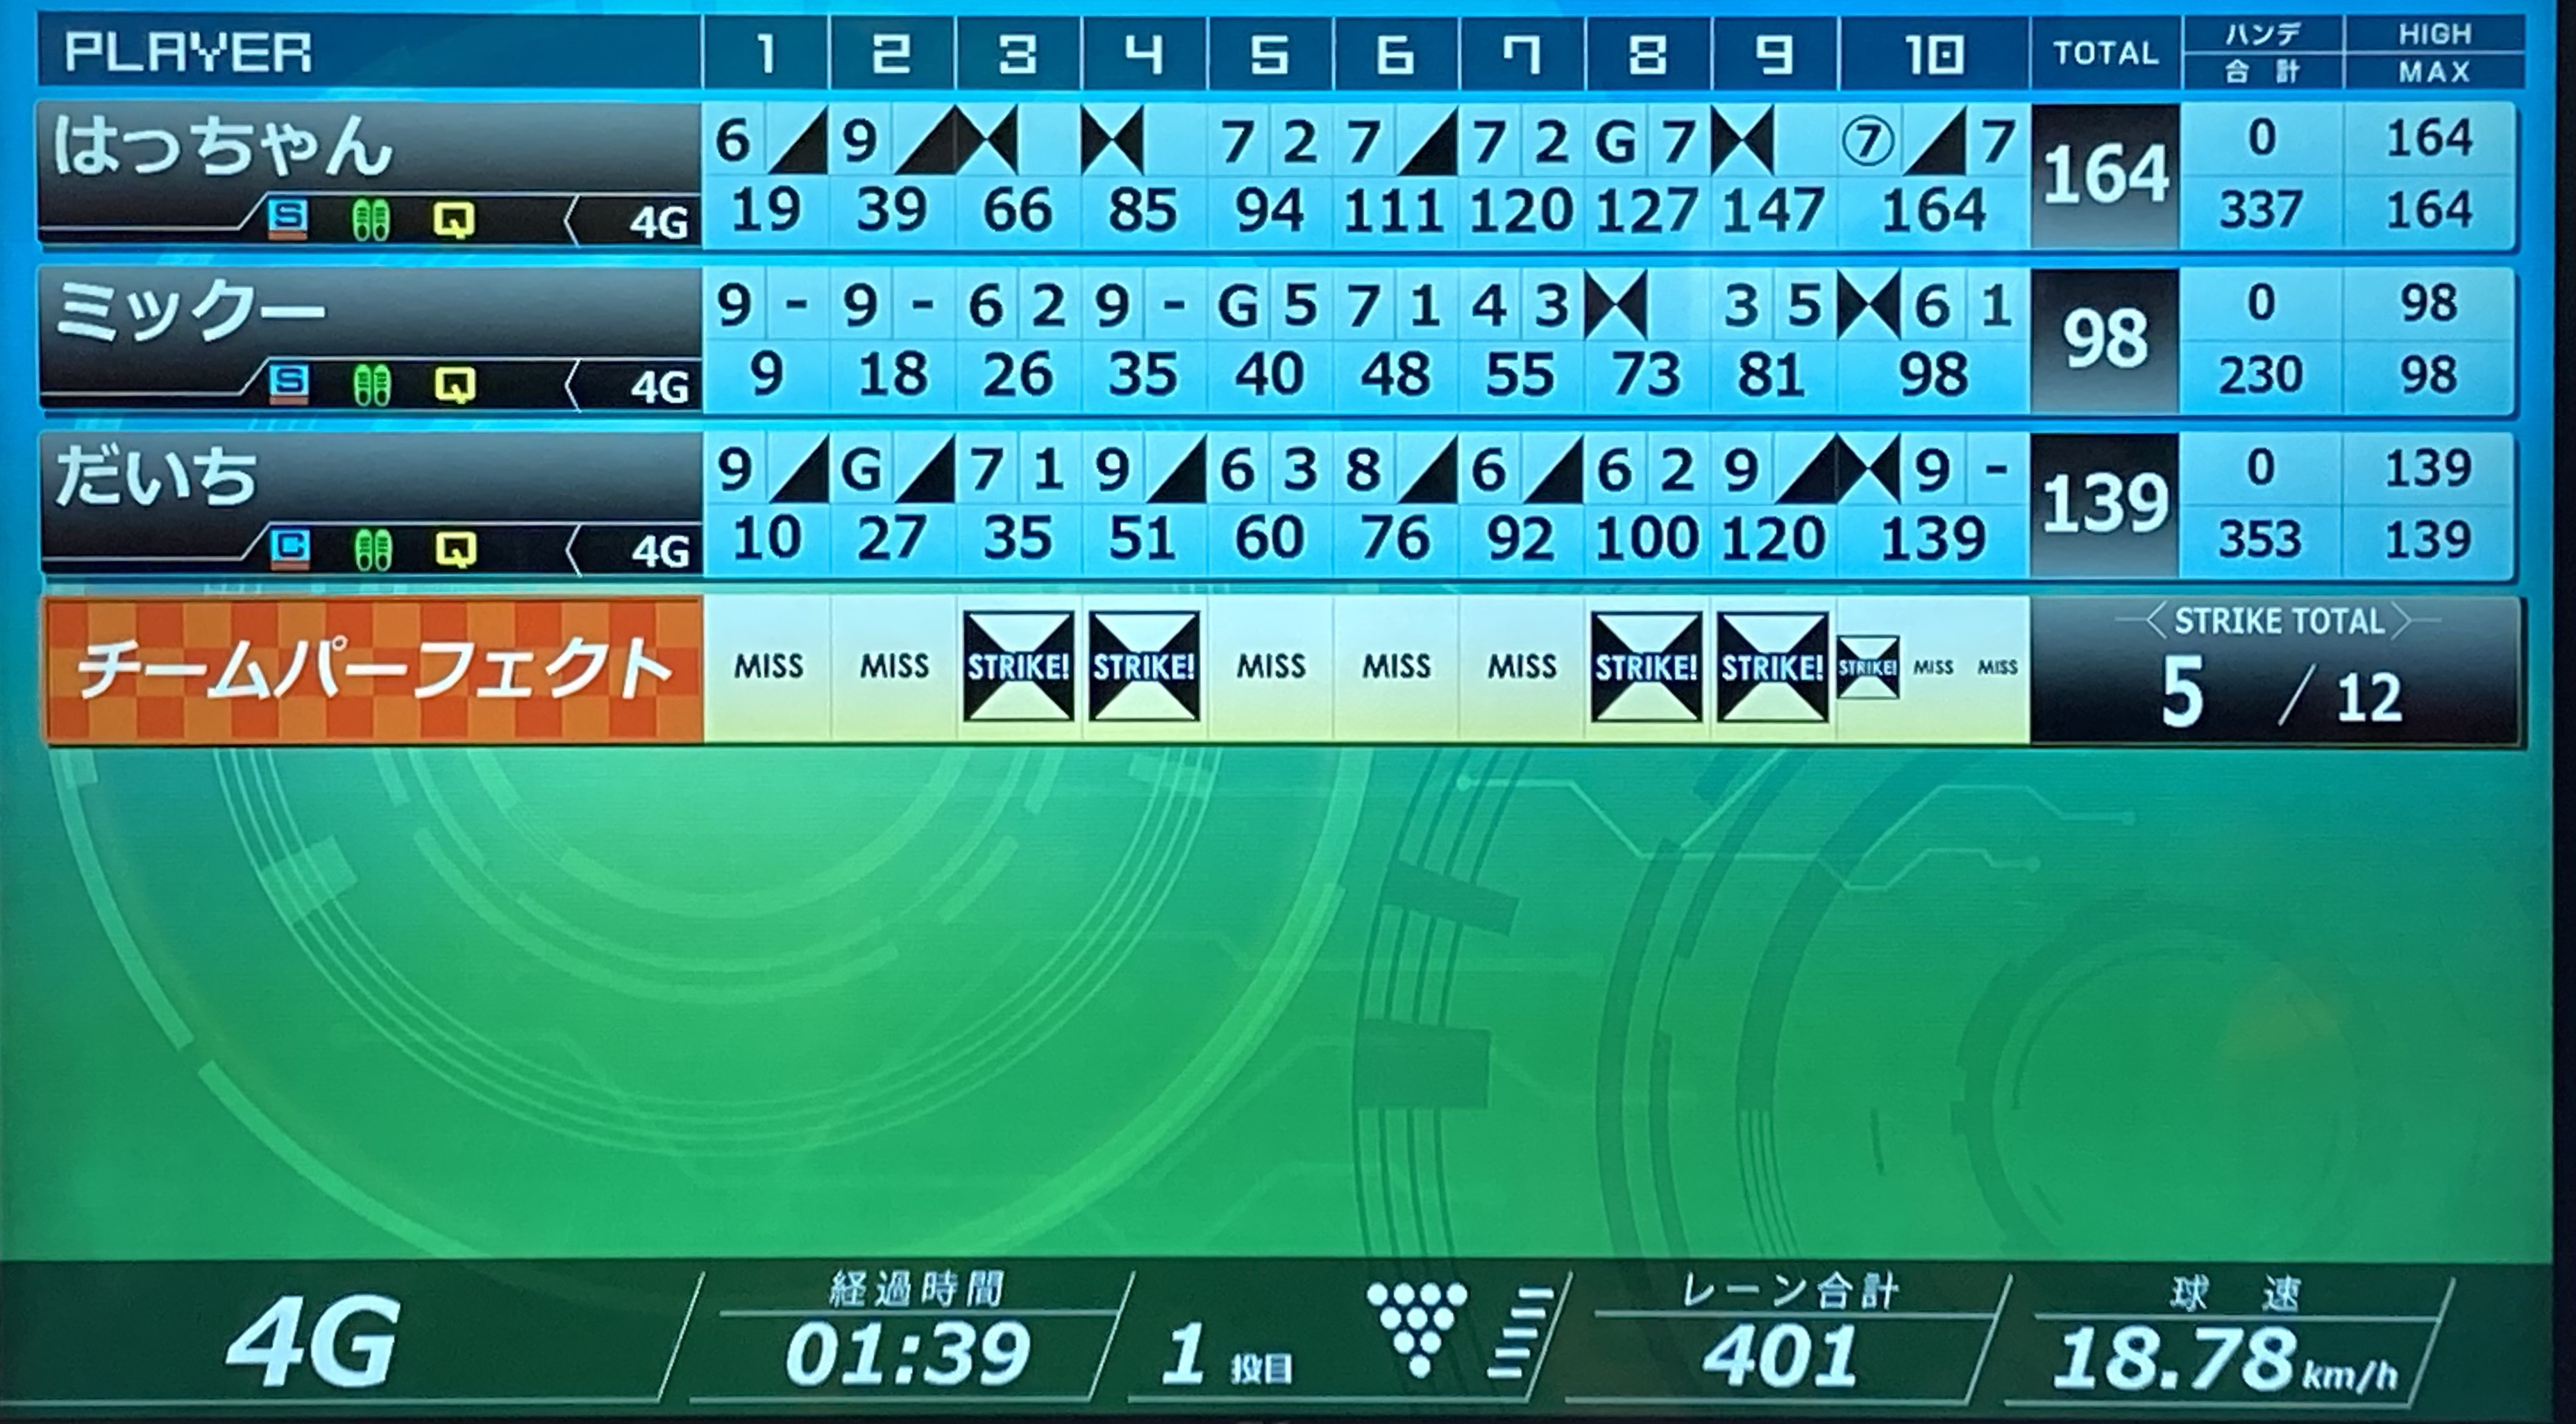 PLAYER 1 2 3 4 5 6 7 8 9 10 TOTAL ハンデ HIGH
合 計 MAX
はっちゃん 6 9 7 2 7 7 2 G 7 ⑦ 7 164 0 164
S Q 4G 19 39 66 85 94 111 120 127 147 164 337 164
ミックー 9 - 9 - 6 2 9 - G 5 7 1 4 3 3 5 6 1 98 0 98
S Q 4G 9 18 26 35 40 48 55 73 81 98 230 98
だいち 9 G 7 1 9 6 3 8 6 6 2 9 9 - 139 0 139
C Q 4G 10 27 35 51 60 76 92 100 120 139 353 139
チームパーフェクト MISS MISS STRIKE! STRIKE! MISS MISS MISS STRIKE! STRIKE! STRIKE! MISS MISS STRIKE TOTAL
5 / 12
4G 経過時間 1 投目 レーン合計 球 速
01:39 401 18.78 km/h